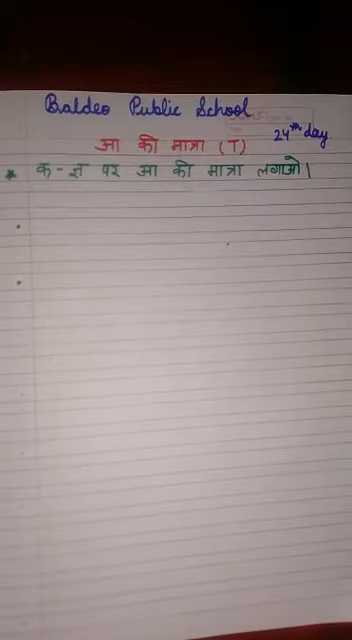 Baldeo Public School
24th day
आ की मात्रा (ा)
* क - ज्ञ पर आ की मात्रा लगाओ।